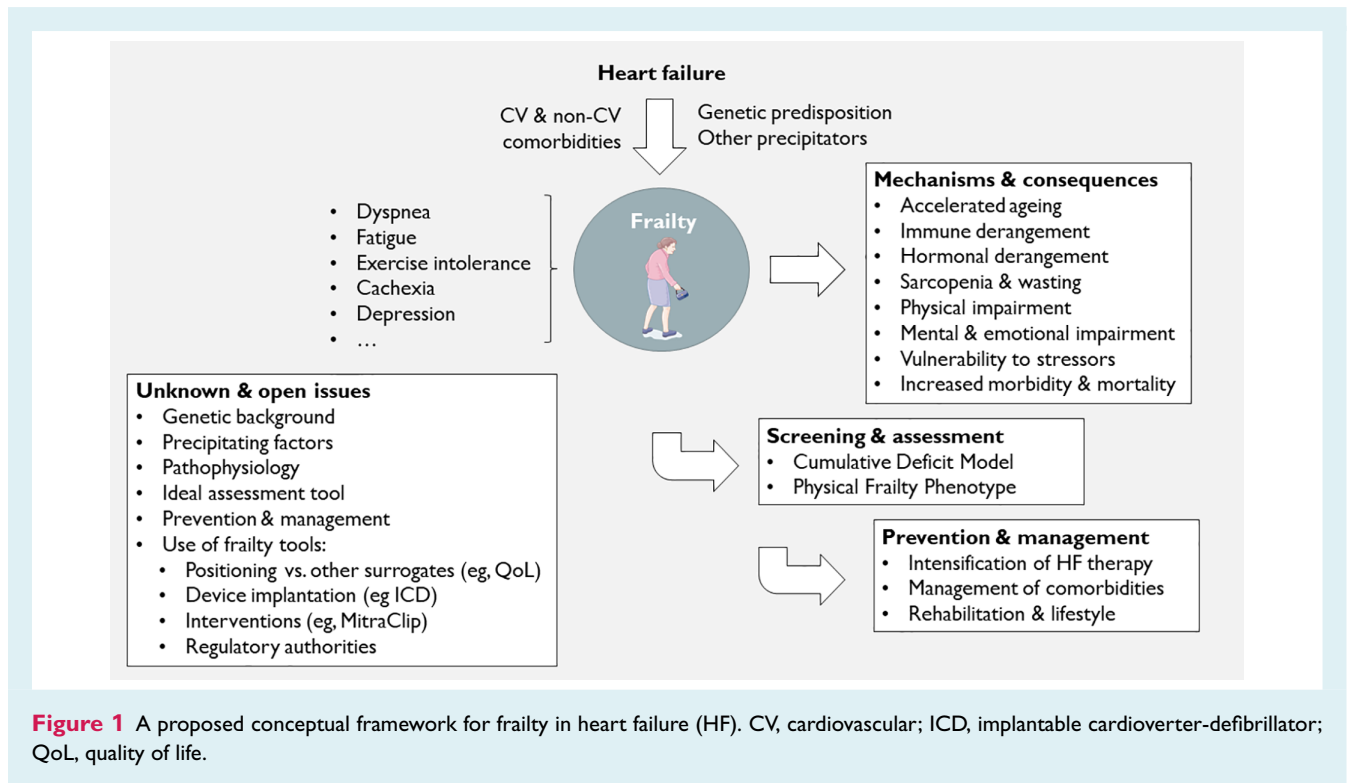 Heart failure
CV & non-CV
comorbidities
Genetic predisposition
Other precipitators
Frailty
• Dyspnea
• Fatigue
• Exercise intolerance
• Cachexia
• Depression
• …
Mechanisms & consequences
• Accelerated ageing
• Immune derangement
• Hormonal derangement
• Sarcopenia & wasting
• Physical impairment
• Mental & emotional impairment
• Vulnerability to stressors
• Increased morbidity & mortality
Unknown & open issues
• Genetic background
• Precipitating factors
• Pathophysiology
• Ideal assessment tool
• Prevention & management
• Use of frailty tools:
• Positioning vs. other surrogates (eg, QoL)
• Device implantation (eg ICD)
• Interventions (eg, MitraClip)
• Regulatory authorities
Screening & assessment
• Cumulative Deficit Model
• Physical Frailty Phenotype
Prevention & management
• Intensification of HF therapy
• Management of comorbidities
• Rehabilitation & lifestyle
Figure 1 A proposed conceptual framework for frailty in heart failure (HF). CV, cardiovascular; ICD, implantable cardioverter-defibrillator;
QoL, quality of life.